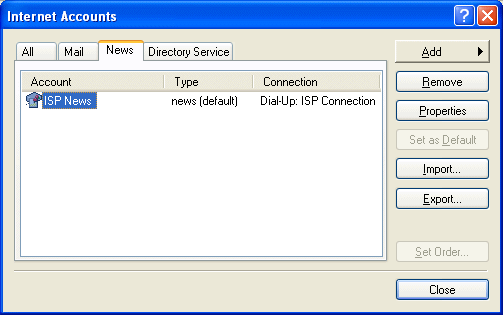 Internet Accounts
All Mail News Directory Service
Add
Account Type Connection
ISP News news (default) Dial-Up: ISP Connection
Remove
Properties
Set as Default
Import...
Export...
Set Order...
Close